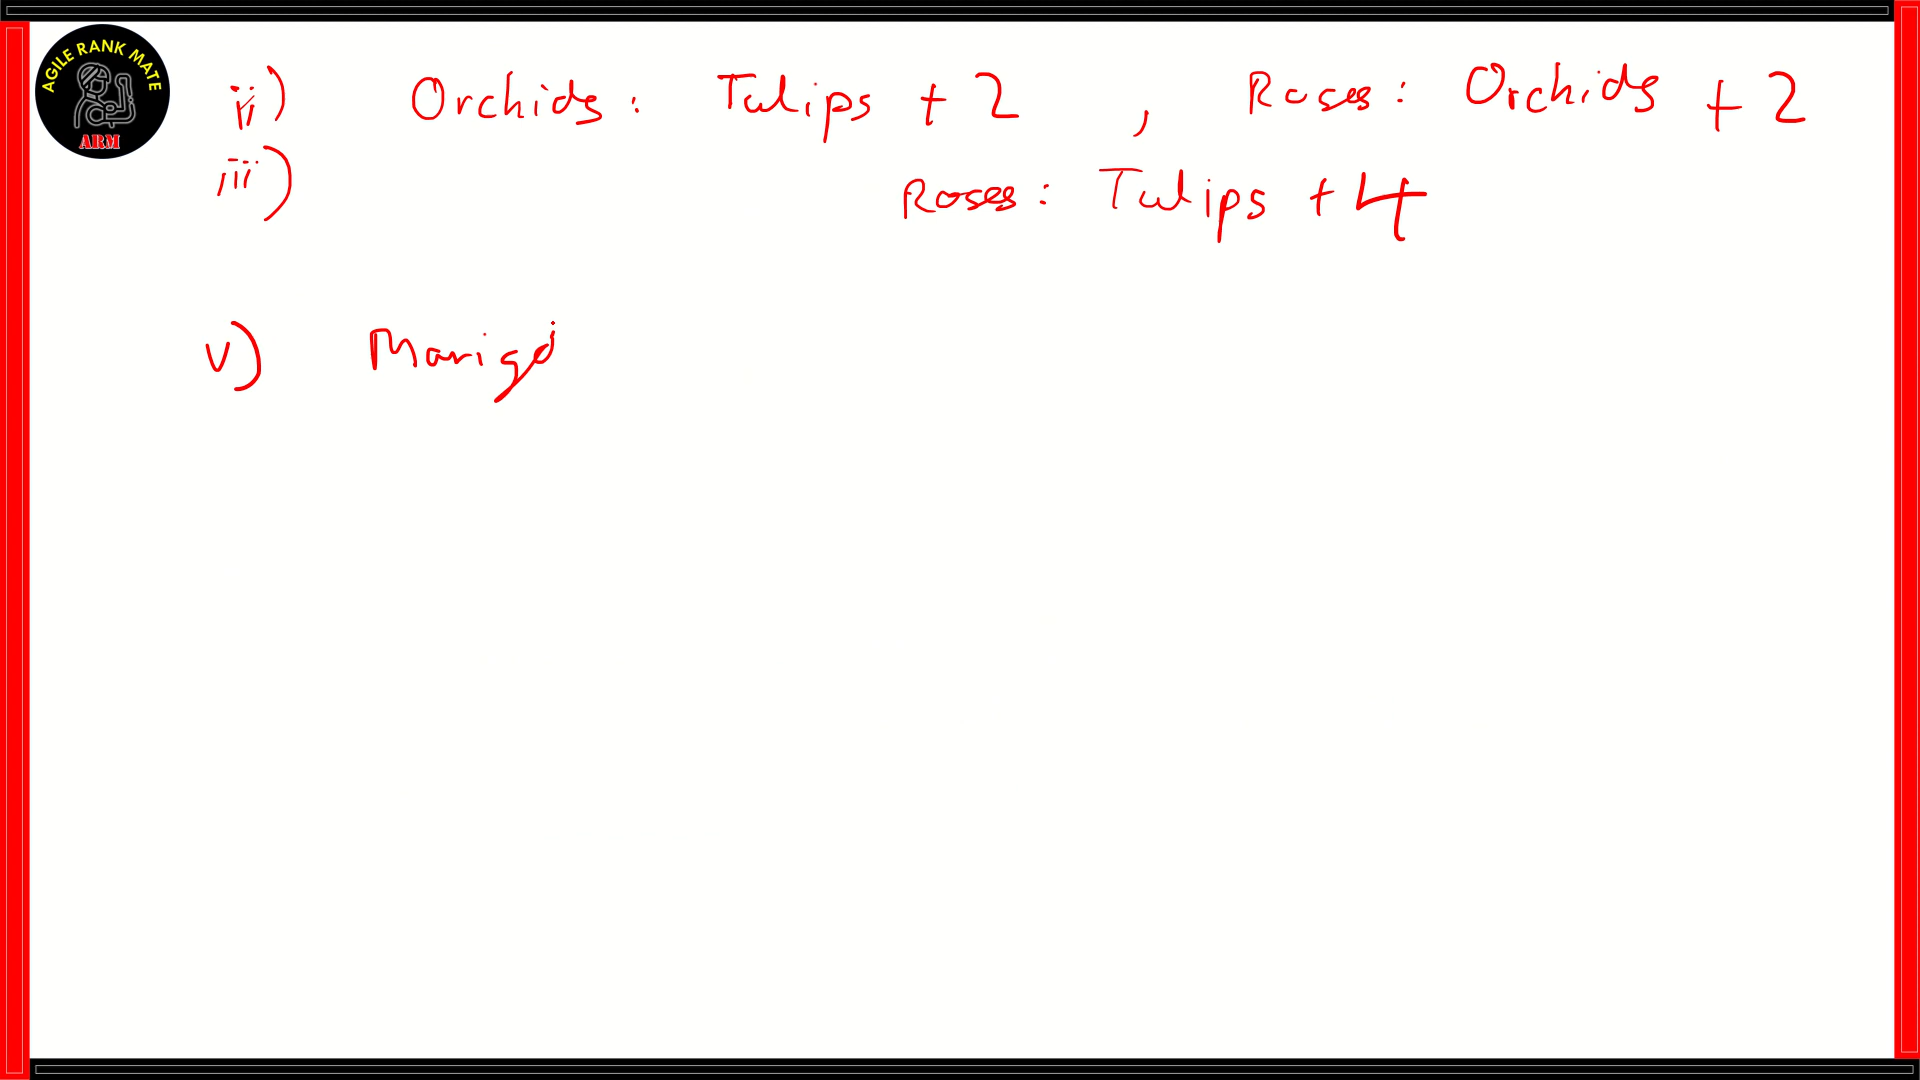 AGILE RANK MATE
ARM
ii) Orchids: Tulips + 2 , Roses: Orchids + 2
iii) Roses: Tulips + 4
v) Marigo